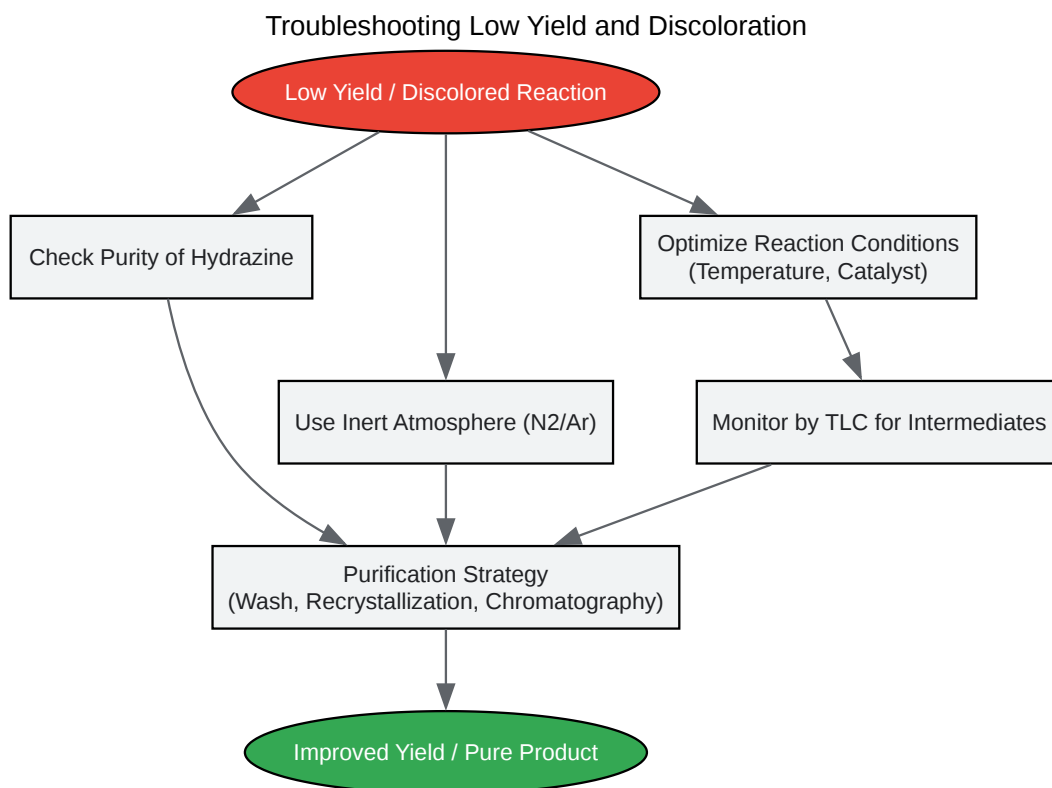 Troubleshooting Low Yield and Discoloration
Low Yield / Discolored Reaction
Check Purity of Hydrazine
Optimize Reaction Conditions
(Temperature, Catalyst)
Use Inert Atmosphere (N2/Ar)
Monitor by TLC for Intermediates
Purification Strategy
(Wash, Recrystallization, Chromatography)
Improved Yield / Pure Product